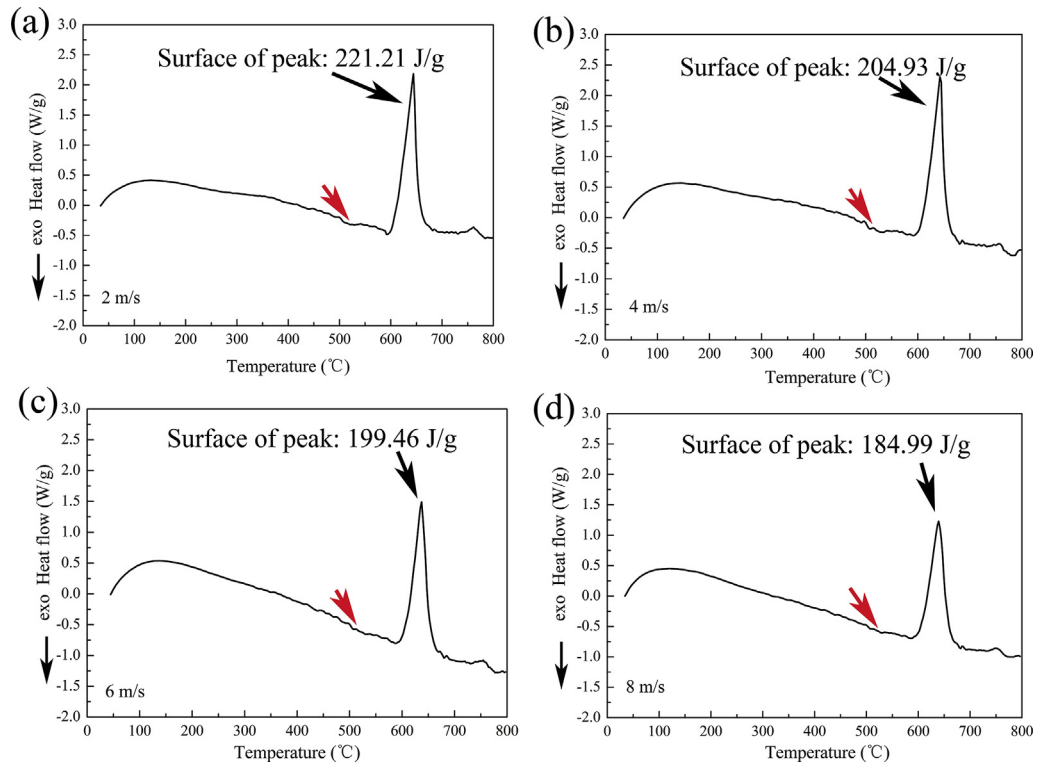 (a)
3.0
2.5
2.0
1.5
1.0
0.5
0.0
-0.5
-1.0
-1.5
-2.0
exo Heat flow (W/g)
Surface of peak: 221.21 J/g
2 m/s
0 100 200 300 400 500 600 700 800
Temperature (℃)
(b)
3.0
2.5
2.0
1.5
1.0
0.5
0.0
-0.5
-1.0
-1.5
-2.0
exo Heat flow (W/g)
Surface of peak: 204.93 J/g
4 m/s
0 100 200 300 400 500 600 700 800
Temperature (℃)
(c)
3.0
2.5
2.0
1.5
1.0
0.5
0.0
-0.5
-1.0
-1.5
-2.0
exo Heat flow (W/g)
Surface of peak: 199.46 J/g
6 m/s
0 100 200 300 400 500 600 700 800
Temperature (℃)
(d)
3.0
2.5
2.0
1.5
1.0
0.5
0.0
-0.5
-1.0
-1.5
-2.0
exo Heat flow (W/g)
Surface of peak: 184.99 J/g
8 m/s
0 100 200 300 400 500 600 700 800
Temperature (℃)